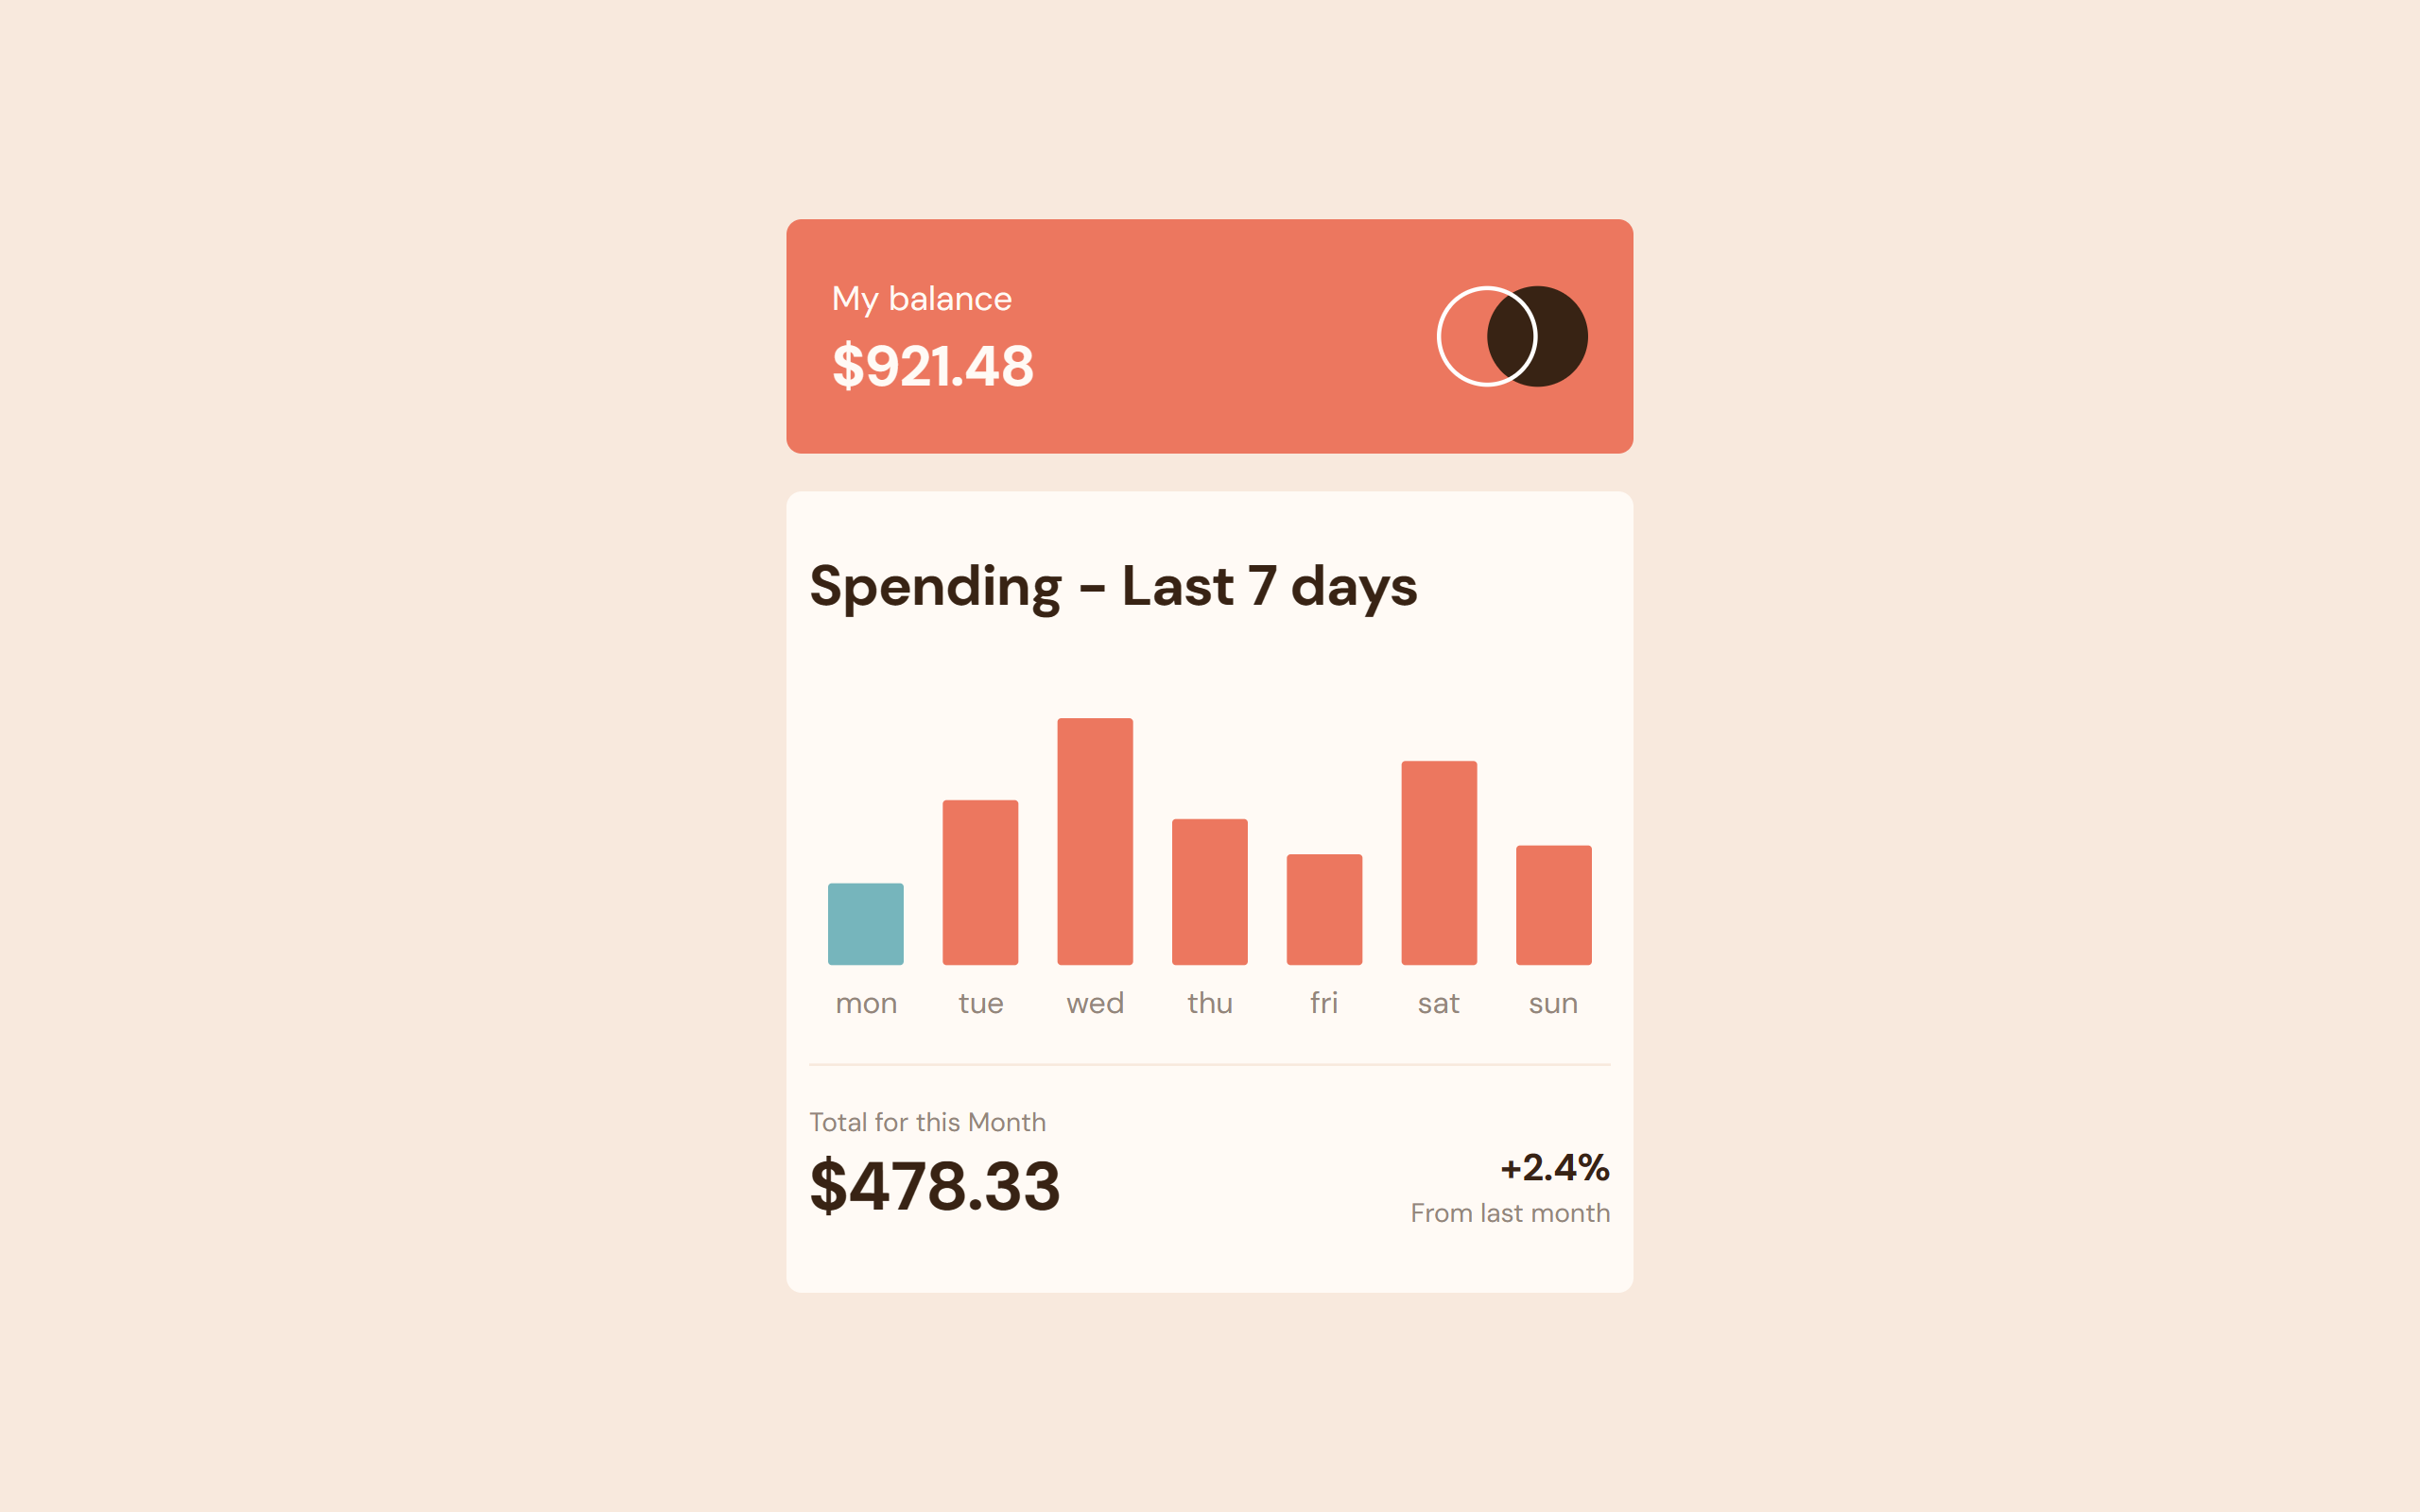 My balance
$921.48
Spending - Last 7 days
mon tue wed thu fri sat sun
Total for this Month
$478.33
+2.4%
From last month